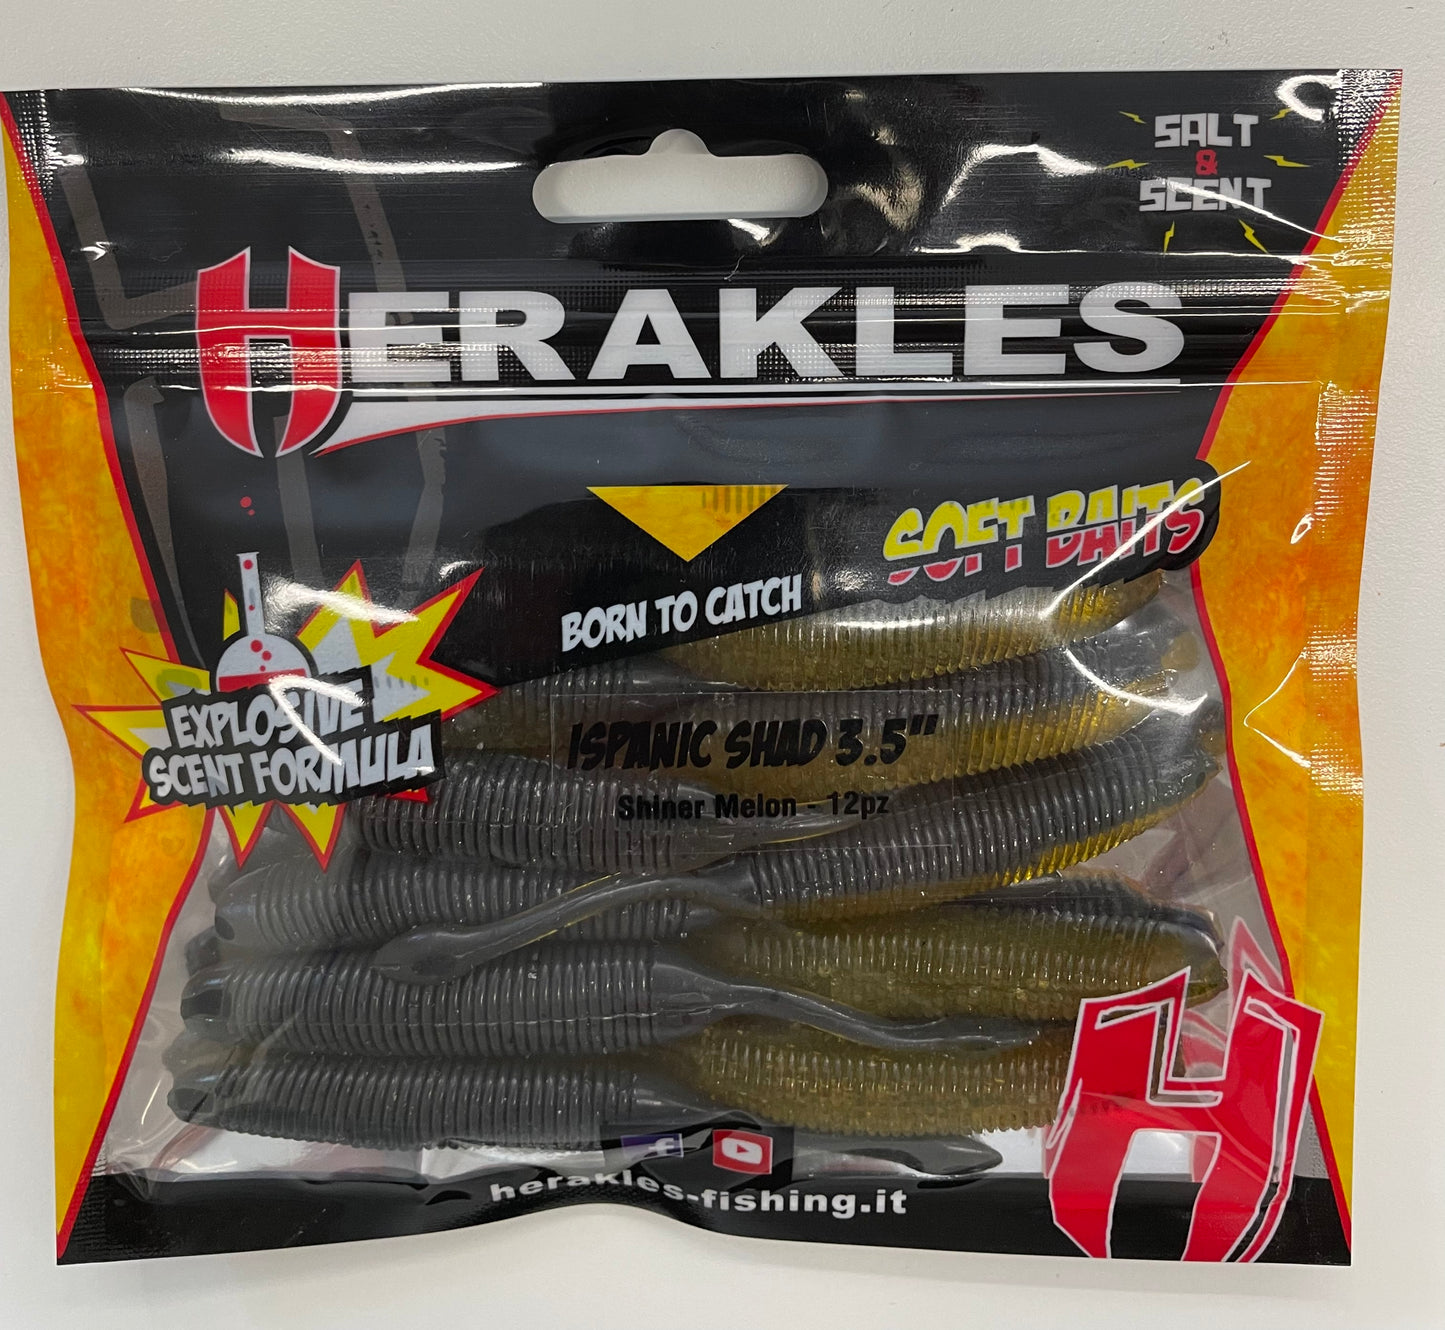 SALT
&
SCENT
HERAKLES
SOFT BAITS
BORN TO CATCH
EXPLOSIVE
SCENT FORMULA
ISPANIC SHAD 3.5"
Shiner Melon - 12pz
f
herakles-fishing.it
H